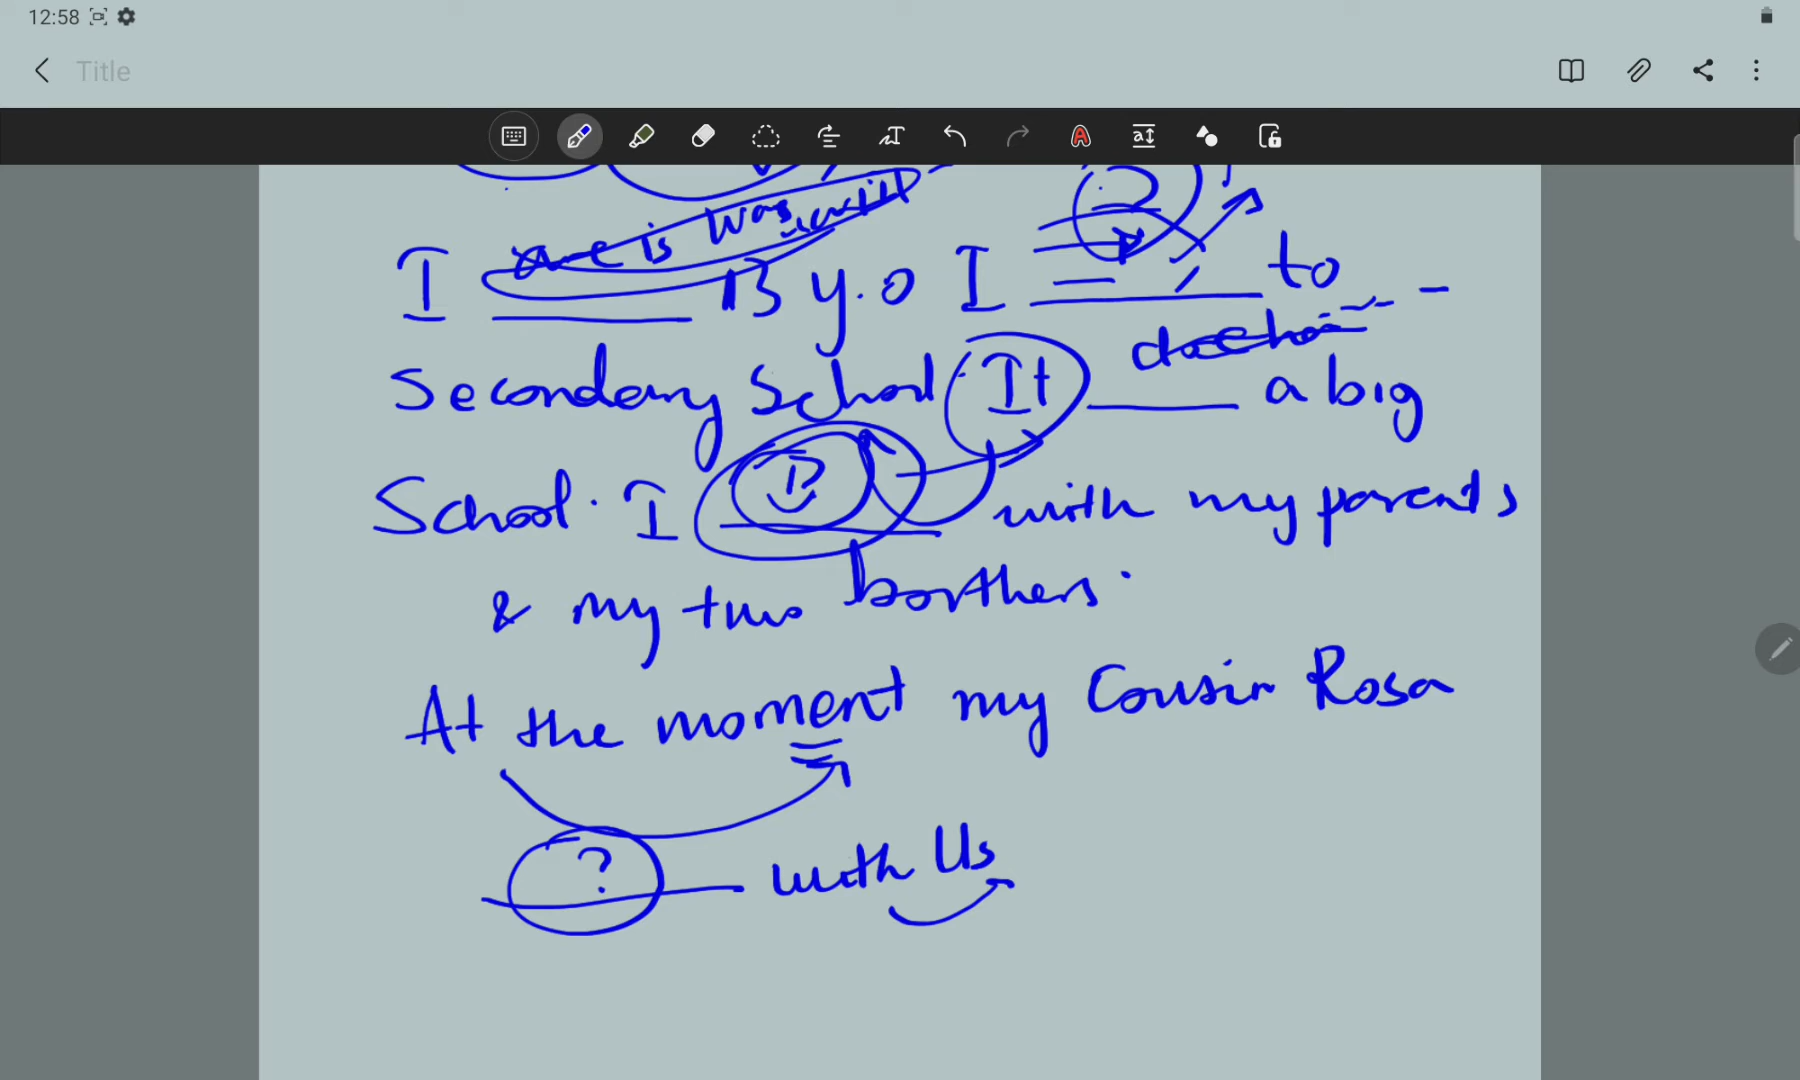 12:58
Title
is was will
I 13 y.o I to
Secondary School. It a big
School. I with my parents
& my two borthers.
At the moment my Cousin Rosa
? with Us